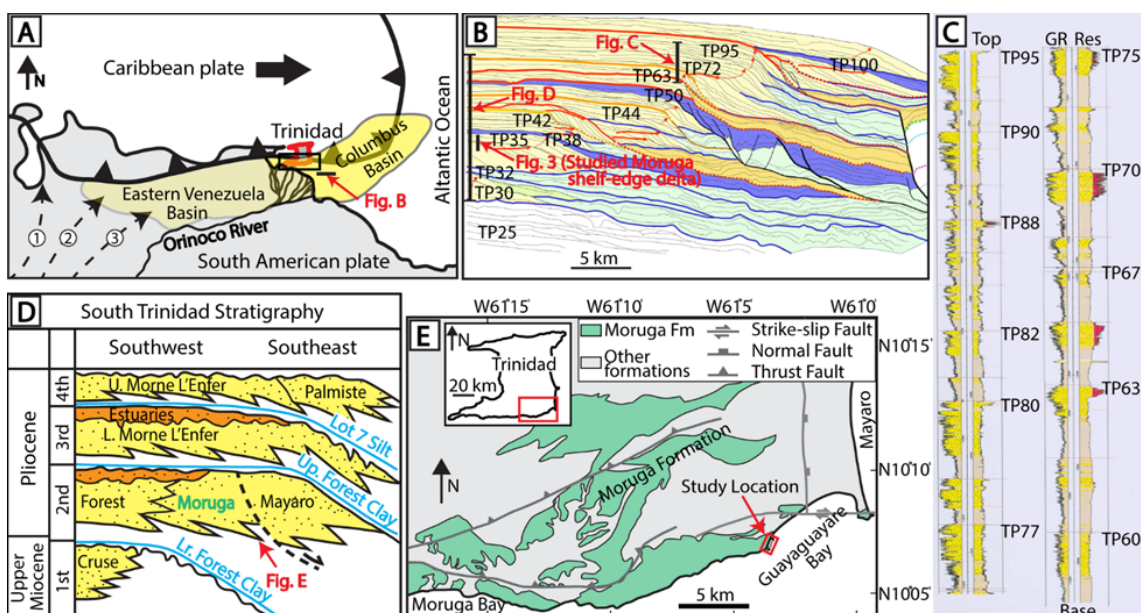 A
N
Caribbean plate
Trinidad
Columbus
Basin
Altantic Ocean
Eastern Venezuela
Basin
Fig. B
1
2
3
Orinoco River
South American plate
B
Fig. C
TP95
TP100
TP72
TP63
TP50
Fig. D
TP44
TP42
TP35
TP38
Fig. 3 (Studied Moruga
shelf-edge delta)
TP32
TP30
TP25
5 km
C
Top
GR
Res
TP95
TP90
TP88
TP82
TP80
TP77
TP75
TP70
TP67
TP63
TP60
Base
D
South Trinidad Stratigraphy
Southwest
Southeast
Pliocene
Upper
Miocene
4th
3rd
2nd
1st
U. Morne L'Enfer
Palmiste
Estuaries
L. Morne L'Enfer
Lot 7 Silt
Forest
Moruga
Mayaro
Up. Forest Clay
Cruse
Lr. Forest Clay
Fig. E
E
W61°15'
W61°10'
W61°5'
W61°0'
N
Trinidad
20 km
Moruga Fm
Other
formations
Strike-slip Fault
Normal Fault
Thrust Fault
N10°15'
N10°10'
N10°05'
N
Moruga Formation
Mayaro
Study Location
Guayaguayare
Bay
Moruga Bay
5 km